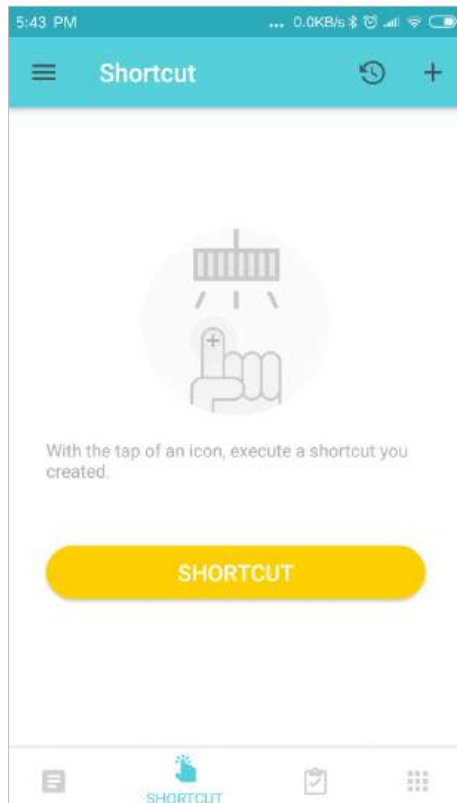 5:43 PM ... 0.0KB/s
Shortcut
With the tap of an icon, execute a shortcut you
created.
SHORTCUT
SHORTCUT